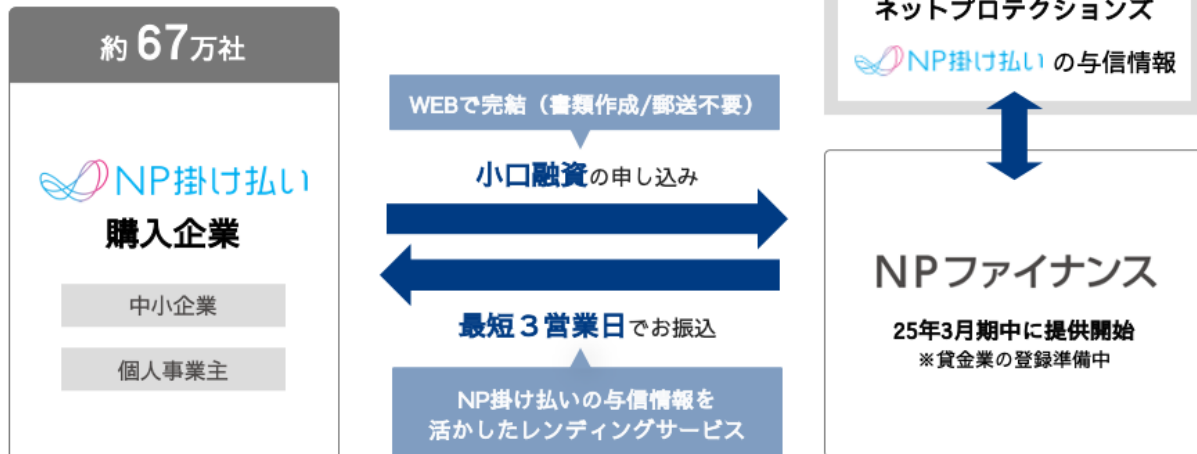 約67万社
NP掛け払い
購入企業
中小企業
個人事業主
WEBで完結（書類作成/郵送不要）
小口融資の申し込み
最短３営業日でお振込
NP掛け払いの与信情報を
活かしたレンディングサービス
ネットプロテクションズ
NP掛け払い の与信情報
NPファイナンス
25年3月期中に提供開始
※貸金業の登録準備中